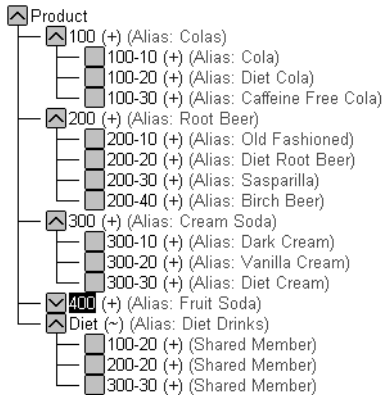 Product
100 (+) (Alias: Colas)
100-10 (+) (Alias: Cola)
100-20 (+) (Alias: Diet Cola)
100-30 (+) (Alias: Caffeine Free Cola)
200 (+) (Alias: Root Beer)
200-10 (+) (Alias: Old Fashioned)
200-20 (+) (Alias: Diet Root Beer)
200-30 (+) (Alias: Sasparilla)
200-40 (+) (Alias: Birch Beer)
300 (+) (Alias: Cream Soda)
300-10 (+) (Alias: Dark Cream)
300-20 (+) (Alias: Vanilla Cream)
300-30 (+) (Alias: Diet Cream)
400 (+) (Alias: Fruit Soda)
Diet (~) (Alias: Diet Drinks)
100-20 (+) (Shared Member)
200-20 (+) (Shared Member)
300-30 (+) (Shared Member)